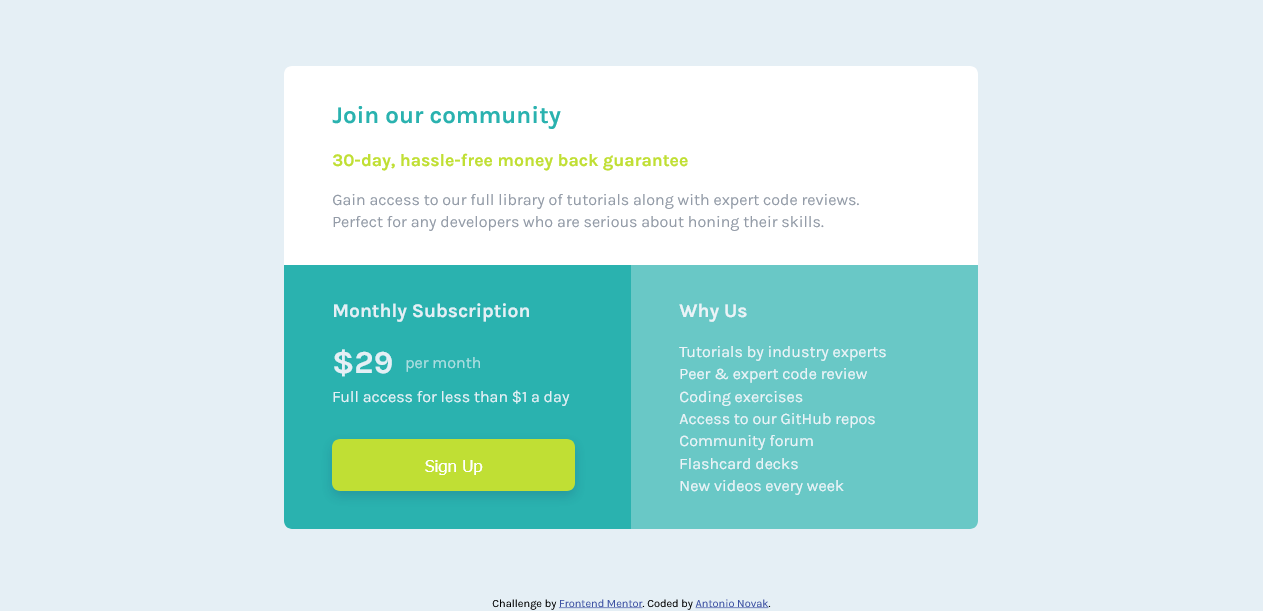 Join our community
30-day, hassle-free money back guarantee
Gain access to our full library of tutorials along with expert code reviews.
Perfect for any developers who are serious about honing their skills.
Monthly Subscription
$29 per month
Full access for less than $1 a day
Sign Up
Why Us
Tutorials by industry experts
Peer & expert code review
Coding exercises
Access to our GitHub repos
Community forum
Flashcard decks
New videos every week
Challenge by Frontend Mentor. Coded by Antonio Novak.